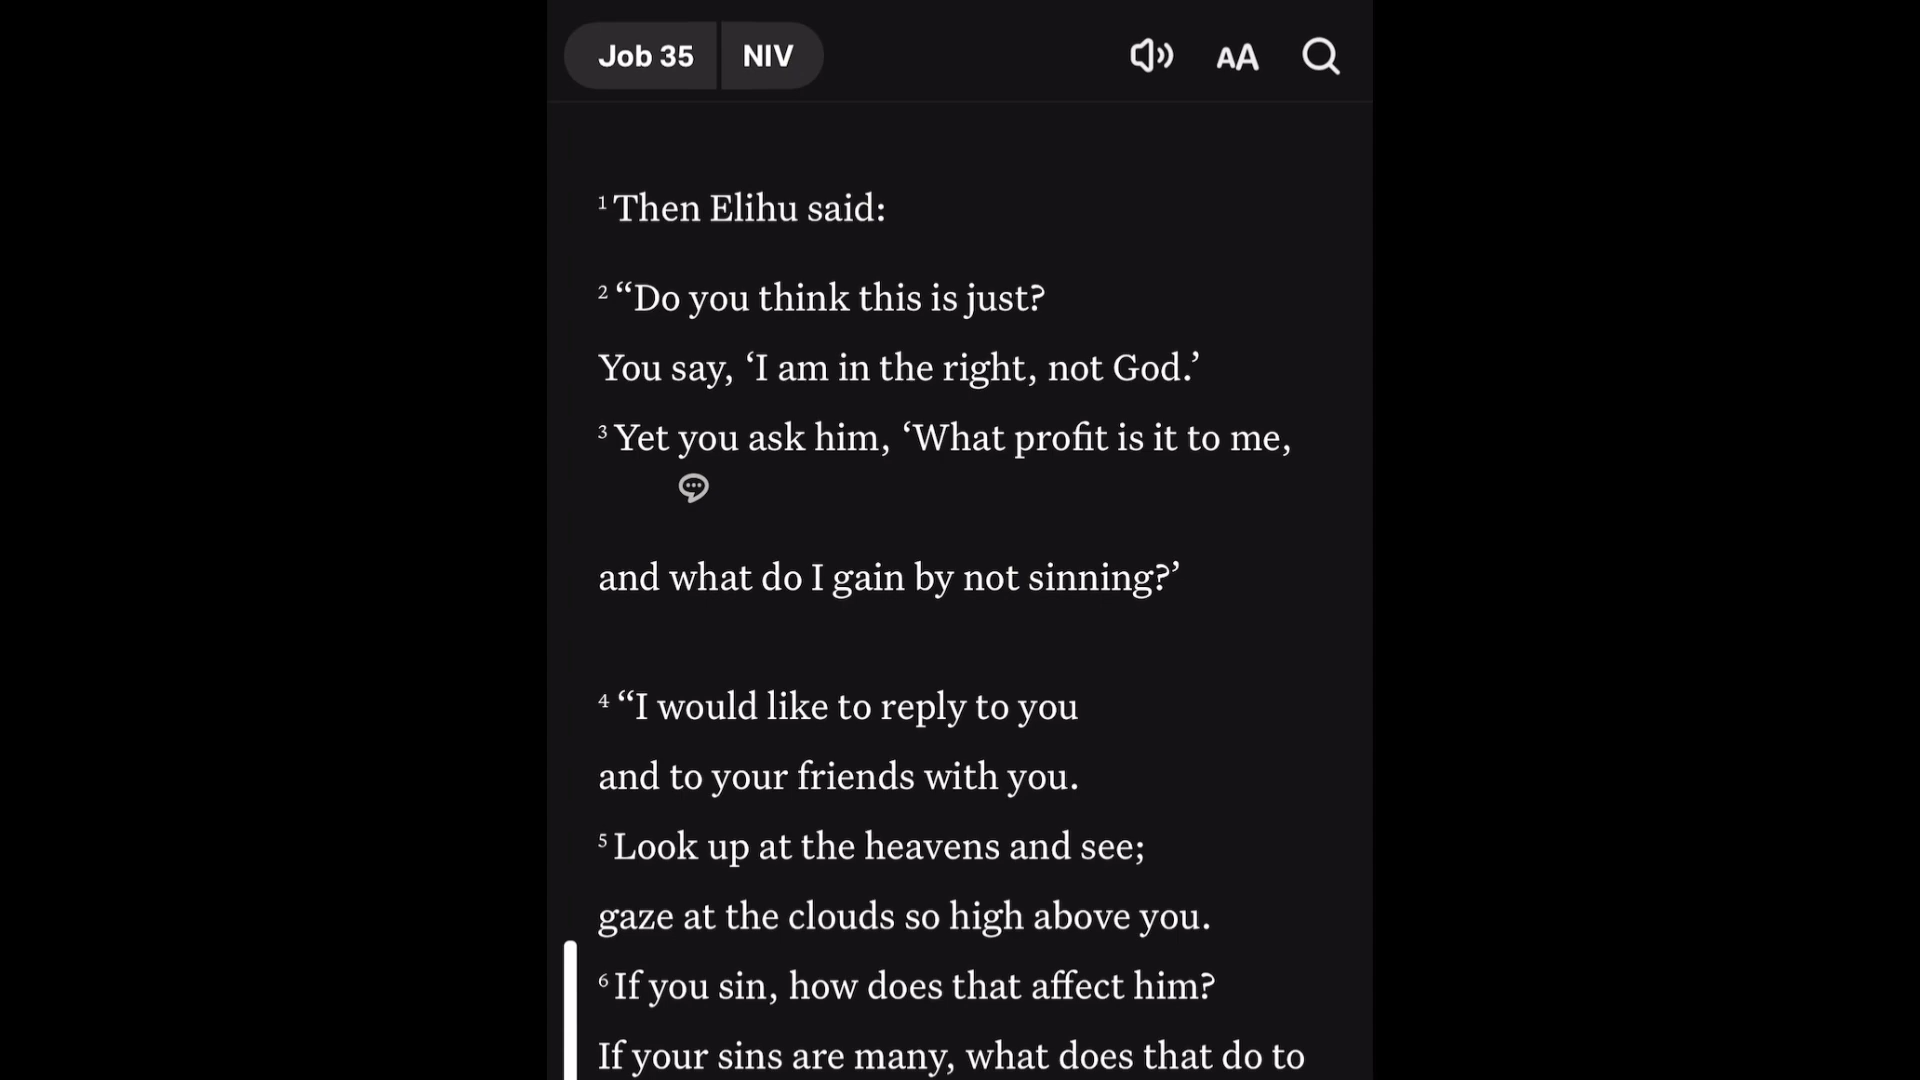 Job 35 NIV AA
1 Then Elihu said:
2 “Do you think this is just?
You say, ‘I am in the right, not God.’
3 Yet you ask him, ‘What profit is it to me,
and what do I gain by not sinning?’
4 “I would like to reply to you
and to your friends with you.
5 Look up at the heavens and see;
gaze at the clouds so high above you.
6 If you sin, how does that affect him?
If your sins are many, what does that do to